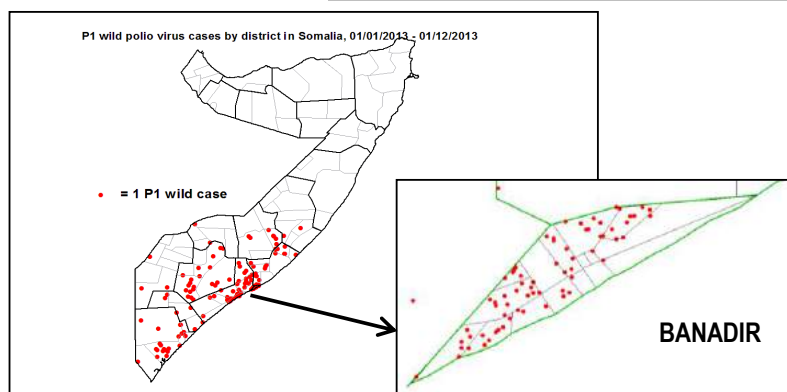 P1 wild polio virus cases by district in Somalia, 01/01/2013 - 01/12/2013
= 1 P1 wild case
BANADIR